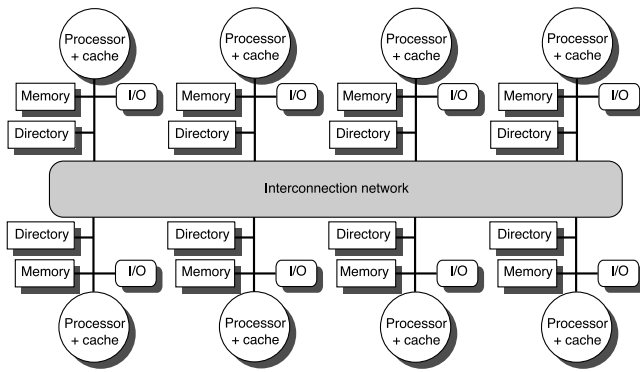 Processor
+ cache
Processor
+ cache
Processor
+ cache
Processor
+ cache
Memory
I/O
Memory
I/O
Memory
I/O
Memory
I/O
Directory
Directory
Directory
Directory
Interconnection network
Directory
Directory
Directory
Directory
Memory
I/O
Memory
I/O
Memory
I/O
Memory
I/O
Processor
+ cache
Processor
+ cache
Processor
+ cache
Processor
+ cache